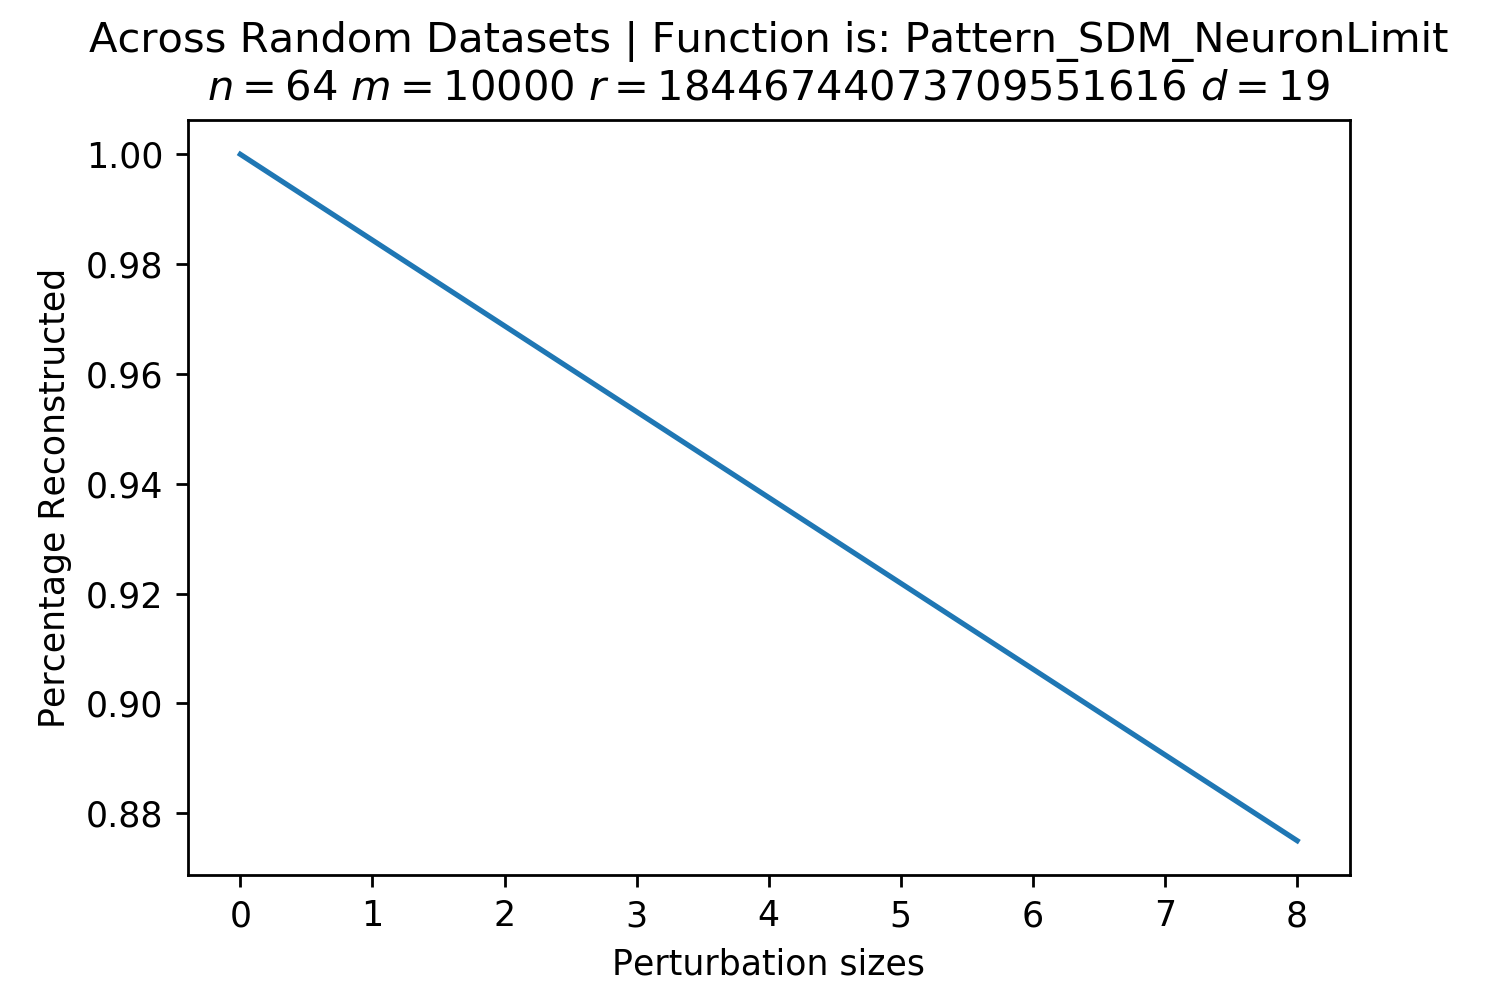 Across Random Datasets | Function is: Pattern_SDM_NeuronLimit
n = 64 m = 10000 r = 18446744073709551616 d = 19
1.00
0.98
0.96
0.94
0.92
0.90
0.88
Percentage Reconstructed
0 1 2 3 4 5 6 7 8
Perturbation sizes